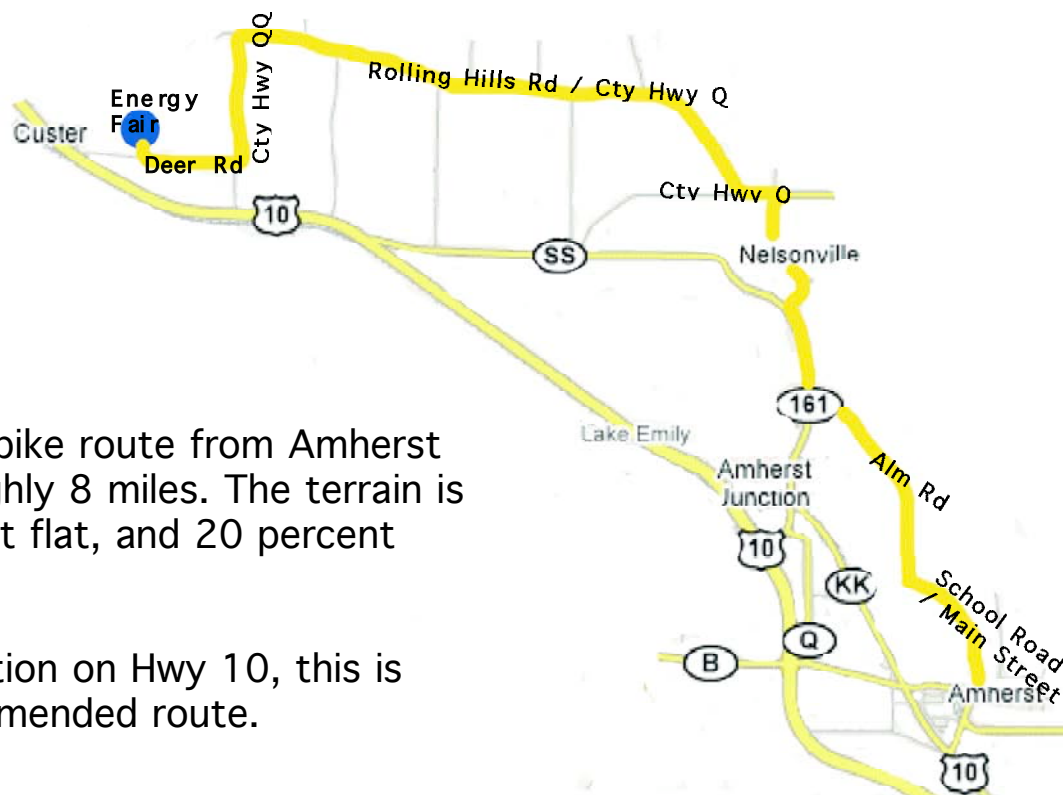 Cty Hwy QQ
Rolling Hills Rd / Cty Hwy Q
Energy
Fair
Custer
Deer Rd
10
Cty Hwy Q
SS
Nelsonville
161
Lake Emily
Alm Rd
Amherst
Junction
10
KK
School Road
/ Main Street
Q
B
Amherst
10
bike route from Amherst
hly 8 miles. The terrain is
t flat, and 20 percent
tion on Hwy 10, this is
mended route.